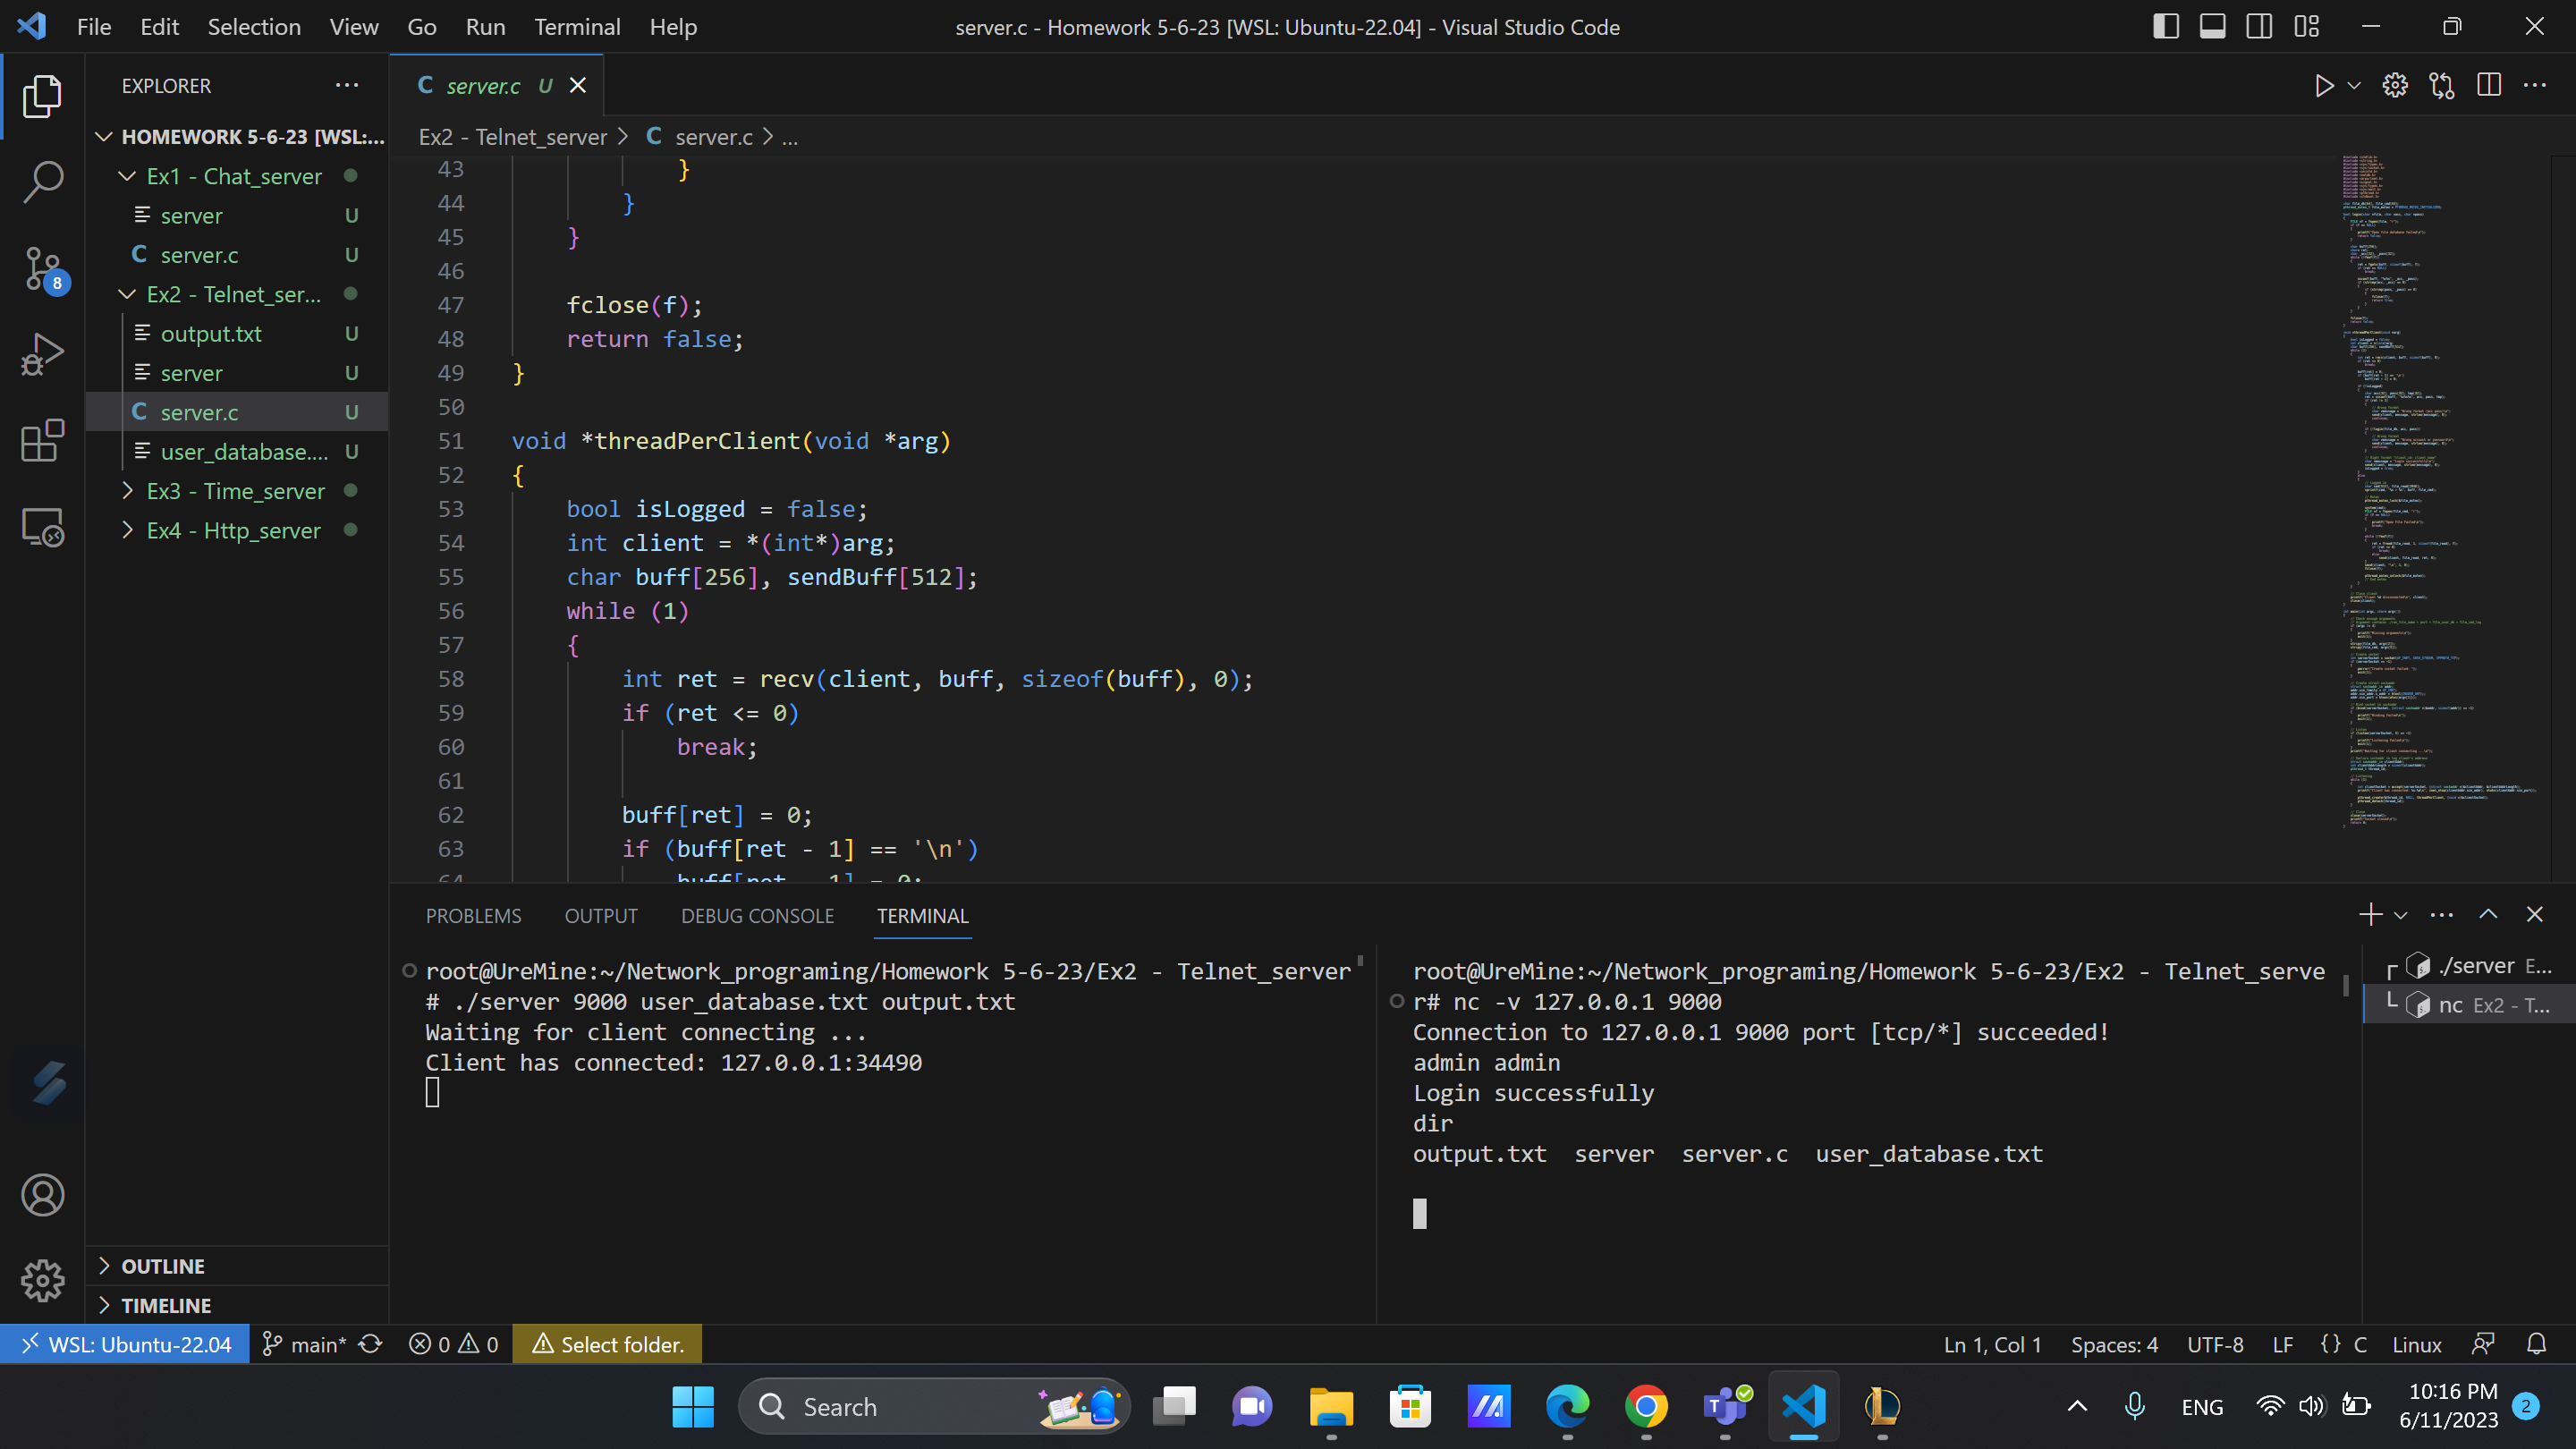 File Edit Selection View Go Run Terminal Help
server.c - Homework 5-6-23 [WSL: Ubuntu-22.04] - Visual Studio Code
EXPLORER
HOMEWORK 5-6-23 [WSL:...
Ex1 - Chat_server
server U
C server.c U
Ex2 - Telnet_ser...
output.txt U
server U
C server.c U
user_database.... U
Ex3 - Time_server
Ex4 - Http_server
OUTLINE
TIMELINE
8
C server.c U
Ex2 - Telnet_server > C server.c > ...
43 }
44 }
45 }
46
47 fclose(f);
48 return false;
49 }
50
51 void *threadPerClient(void *arg)
52 {
53 bool isLogged = false;
54 int client = *(int*)arg;
55 char buff[256], sendBuff[512];
56 while (1)
57 {
58 int ret = recv(client, buff, sizeof(buff), 0);
59 if (ret <= 0)
60 break;
61
62 buff[ret] = 0;
63 if (buff[ret - 1] == '\n')
64 buff[ret - 1] = 0;
PROBLEMS OUTPUT DEBUG CONSOLE TERMINAL
root@UreMine:~/Network_programing/Homework 5-6-23/Ex2 - Telnet_server
# ./server 9000 user_database.txt output.txt
Waiting for client connecting ...
Client has connected: 127.0.0.1:34490
root@UreMine:~/Network_programing/Homework 5-6-23/Ex2 - Telnet_serve
r# nc -v 127.0.0.1 9000
Connection to 127.0.0.1 9000 port [tcp/*] succeeded!
admin admin
Login successfully
dir
output.txt server server.c user_database.txt
./server E...
nc Ex2 - T...
WSL: Ubuntu-22.04 main* 0 0 Select folder.
Ln 1, Col 1 Spaces: 4 UTF-8 LF {} C Linux
Search
ENG
10:16 PM
6/11/2023
2